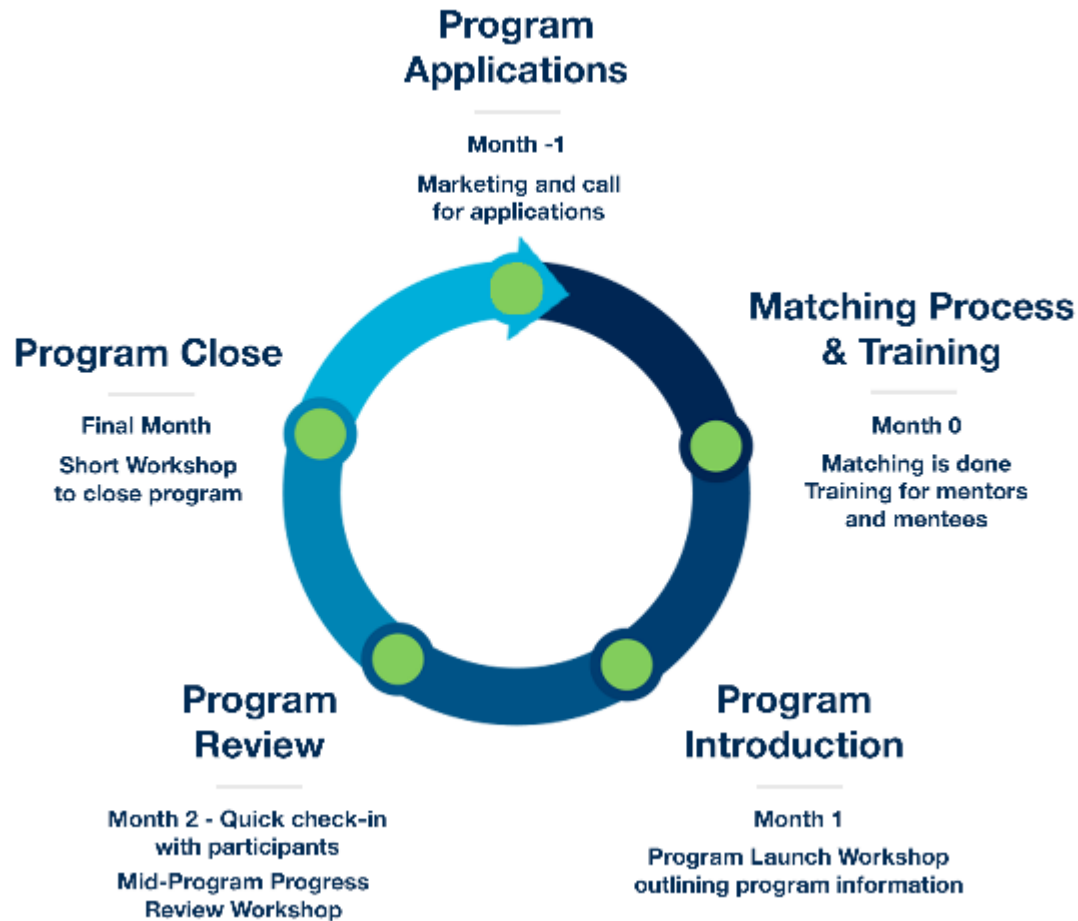 Program
Applications
Month -1
Marketing and call
for applications
Matching Process
& Training
Month 0
Matching is done
Training for mentors
and mentees
Program
Introduction
Month 1
Program Launch Workshop
outlining program information
Program
Review
Month 2 - Quick check-in
with participants
Mid-Program Progress
Review Workshop
Program Close
Final Month
Short Workshop
to close program